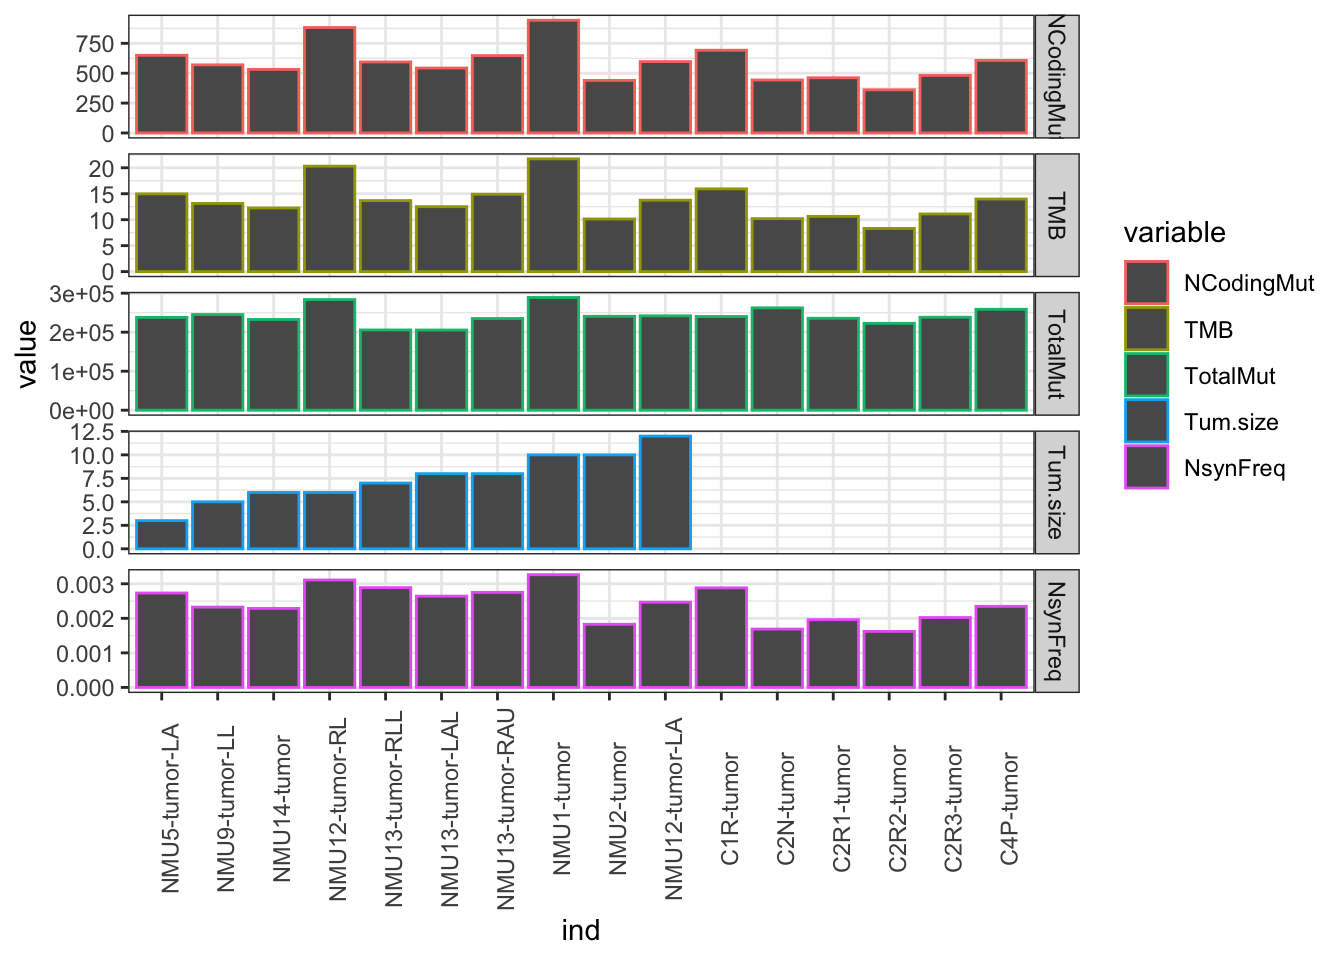 value
750
500
250
0
NCodingMut
20
15
10
5
0
TMB
3e+05
2e+05
1e+05
0e+00
TotalMut
12.5
10.0
7.5
5.0
2.5
0.0
Tum.size
0.003
0.002
0.001
0.000
NsynFreq
NMU5-tumor-LA
NMU9-tumor-LL
NMU14-tumor
NMU12-tumor-RL
NMU13-tumor-RLL
NMU13-tumor-LAL
NMU13-tumor-RAU
NMU1-tumor
NMU2-tumor
NMU12-tumor-LA
C1R-tumor
C2N-tumor
C2R1-tumor
C2R2-tumor
C2R3-tumor
C4P-tumor
ind
variable
NCodingMut
TMB
TotalMut
Tum.size
NsynFreq